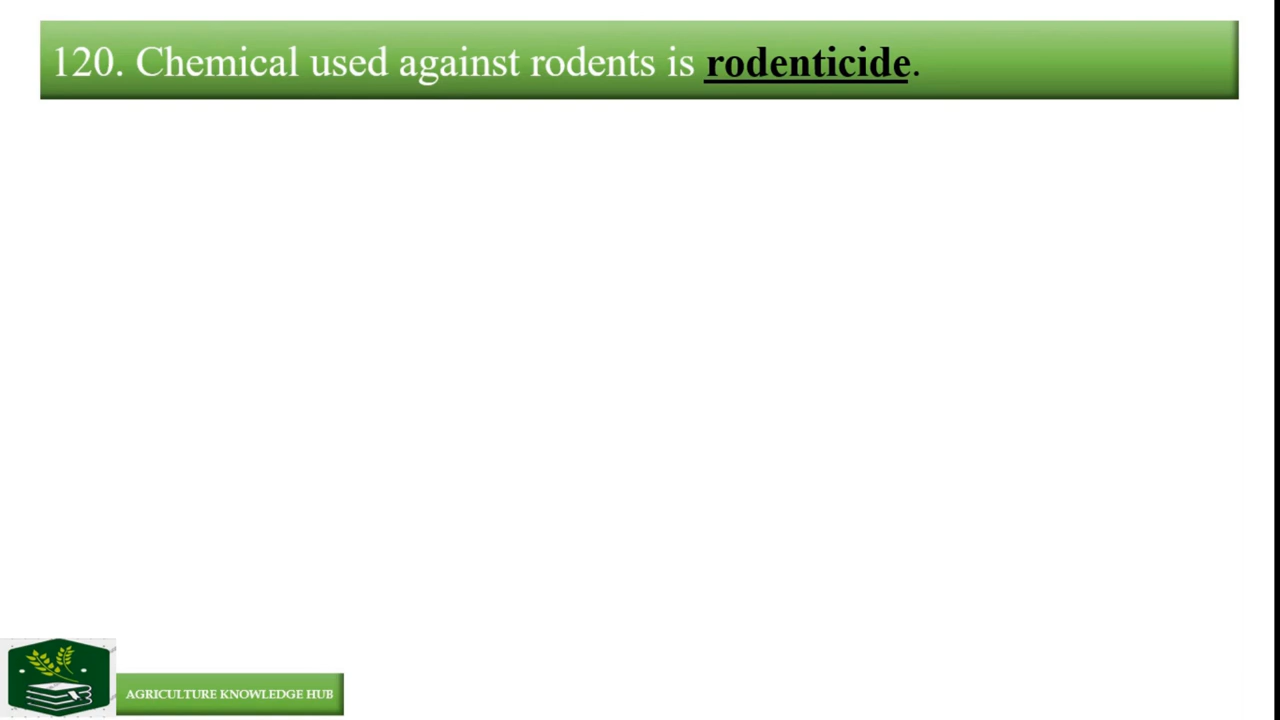 120. Chemical used against rodents is rodenticide.
AGRICULTURE KNOWLEDGE HUB